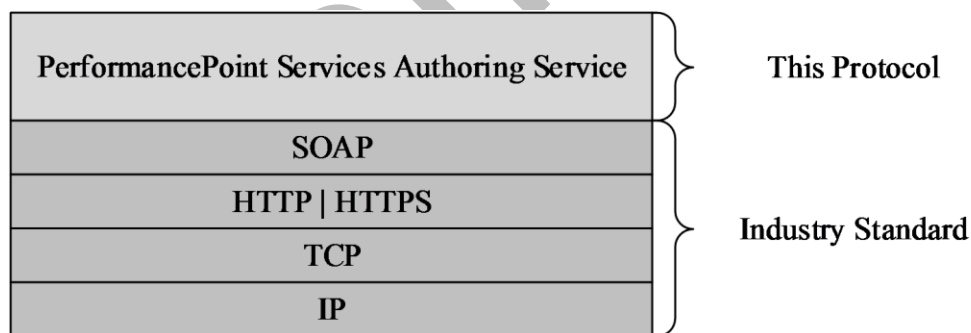 PerformancePoint Services Authoring Service
This Protocol
SOAP
HTTP | HTTPS
TCP
IP
Industry Standard